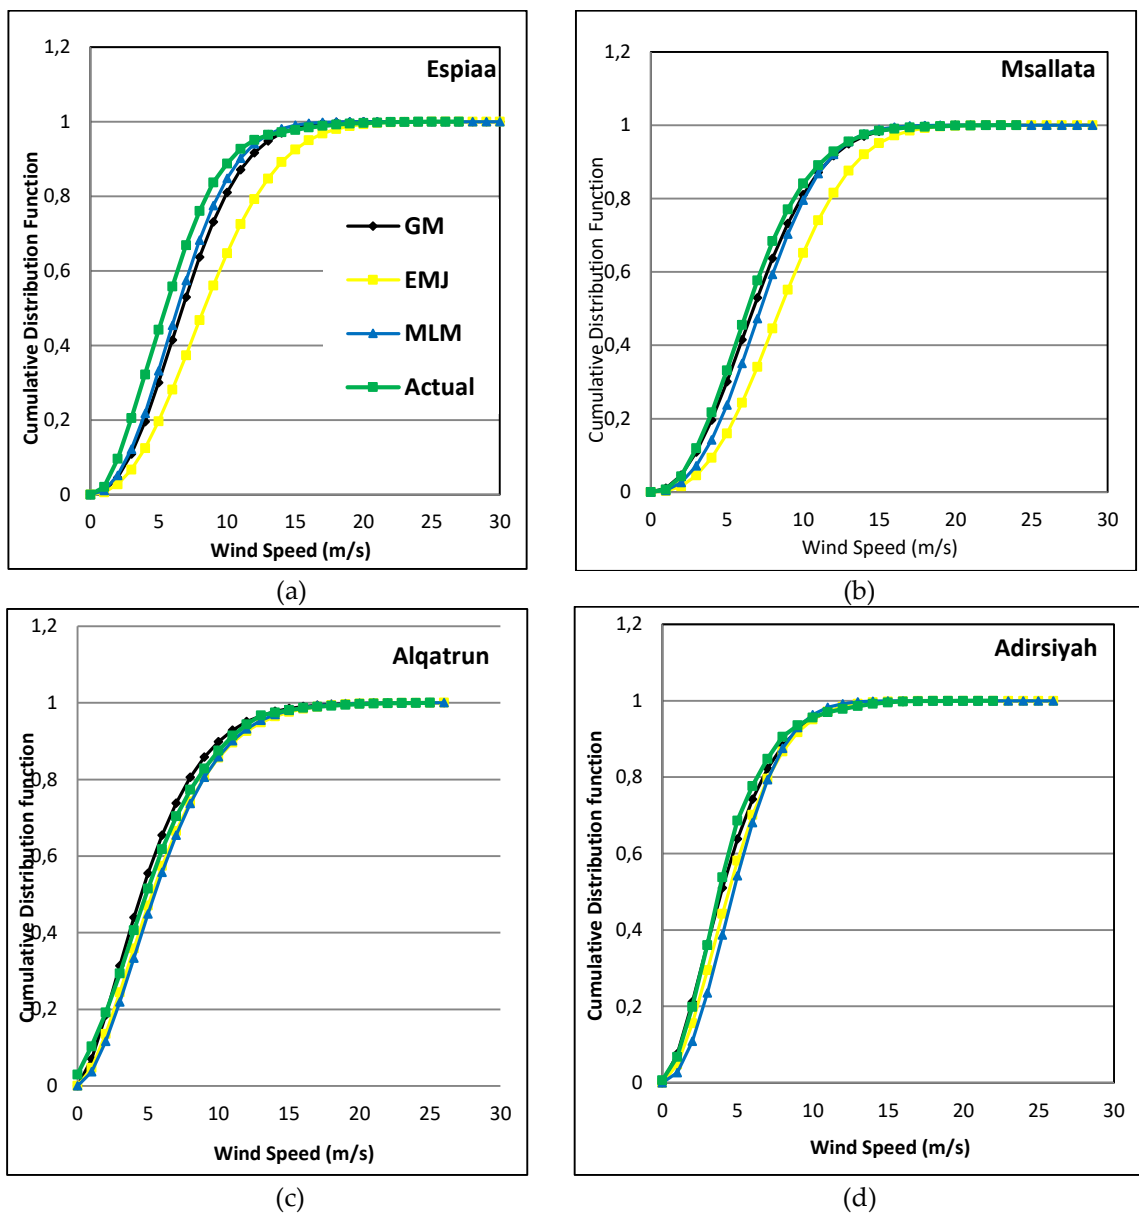 Espiaa
Cumulative Distribution Function
1,2
1
0,8
0,6
0,4
0,2
0
GM
EMJ
MLM
Actual
0 5 10 15 20 25 30
Wind Speed (m/s)
(a)
Msallata
Cumulative Distribution Function
1,2
1
0,8
0,6
0,4
0,2
0
0 5 10 15 20 25 30
Wind Speed (m/s)
(b)
Alqatrun
Cumulative Distribution function
1,2
1
0,8
0,6
0,4
0,2
0
0 5 10 15 20 25 30
Wind Speed (m/s)
(c)
Adirsiyah
Cumulative Distribution function
1,2
1
0,8
0,6
0,4
0,2
0
0 5 10 15 20 25 30
Wind Speed (m/s)
(d)